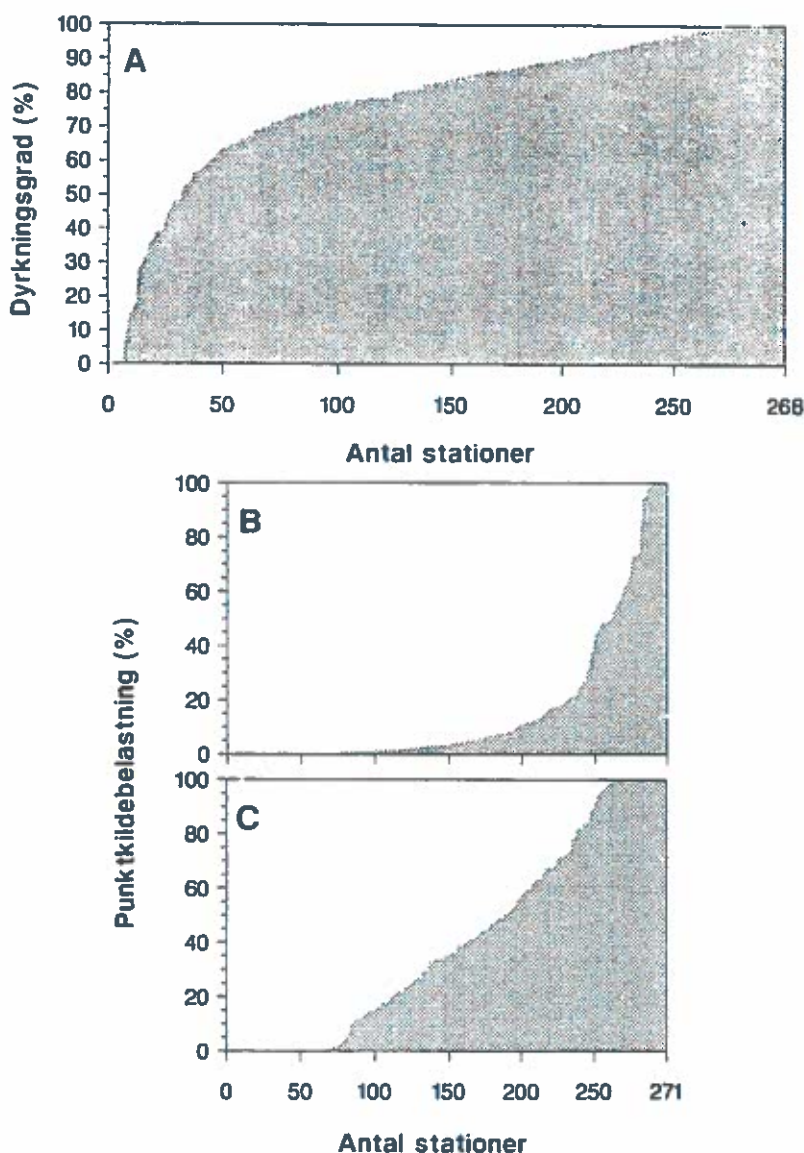 A
Dyrkningsgrad (%)
100
90
80
70
60
50
40
30
20
10
0
0 50 100 150 200 250 268
Antal stationer
B
Punktkildebelastning (%)
100
80
60
40
20
0
C
100
80
60
40
20
0
0 50 100 150 200 250 271
Antal stationer